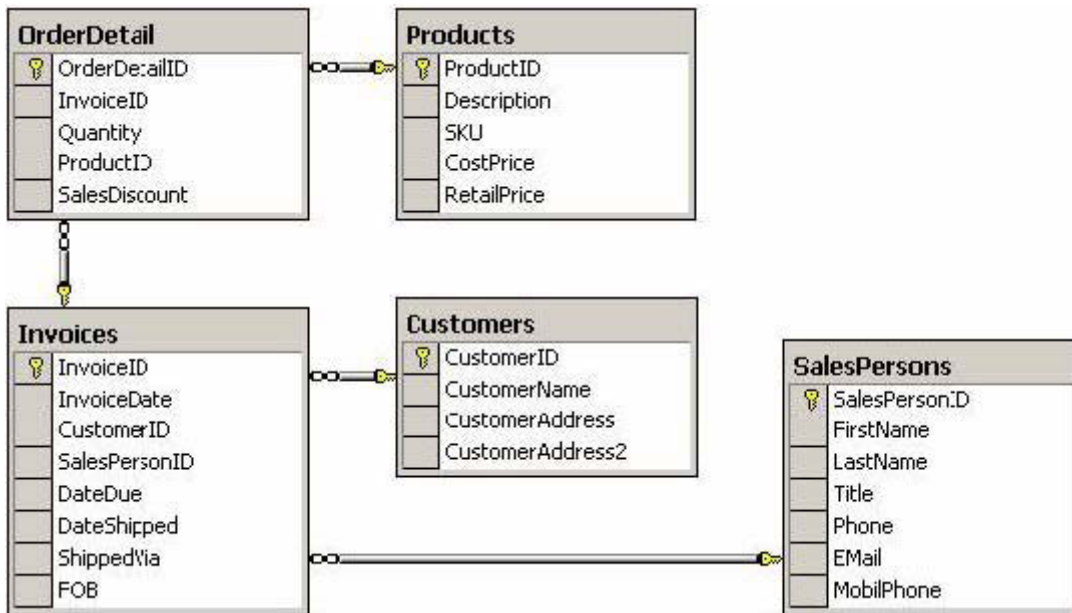 OrderDetail
OrderDetailID
InvoiceID
Quantity
ProductID
SalesDiscount
Products
ProductID
Description
SKU
CostPrice
RetailPrice
Invoices
InvoiceID
InvoiceDate
CustomerID
SalesPersonID
DateDue
DateShipped
ShippedVia
FOB
Customers
CustomerID
CustomerName
CustomerAddress
CustomerAddress2
SalesPersons
SalesPersonID
FirstName
LastName
Title
Phone
EMail
MobilPhone